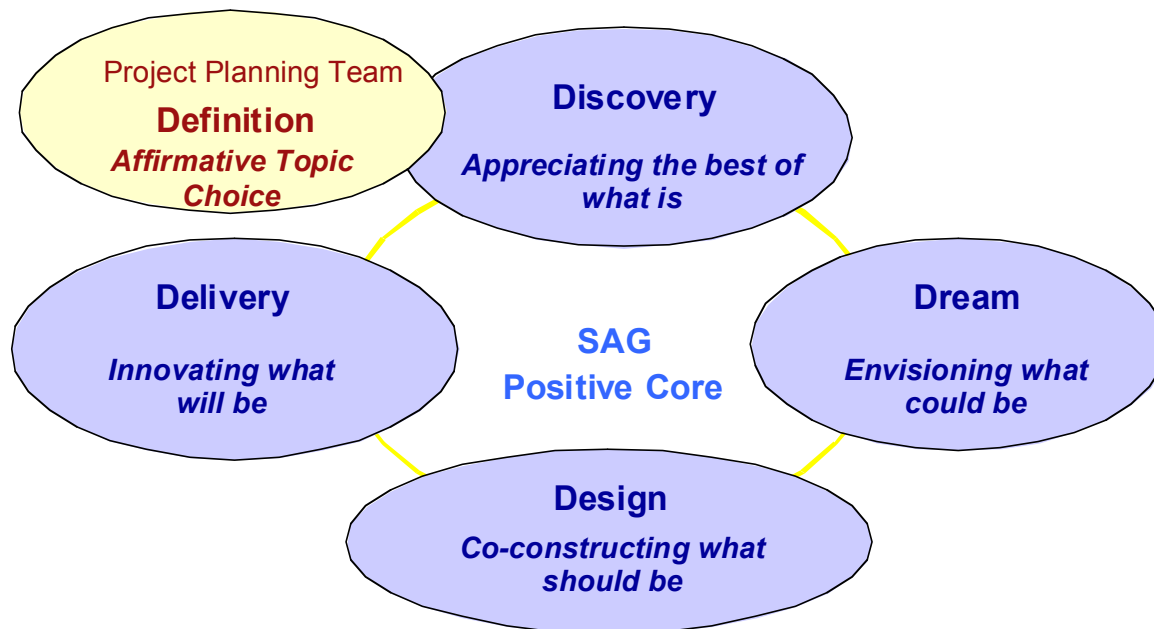 Project Planning Team
Definition
Affirmative Topic
Choice
Discovery
Appreciating the best of
what is
Delivery
Innovating what
will be
SAG
Positive Core
Dream
Envisioning what
could be
Design
Co-constructing what
should be